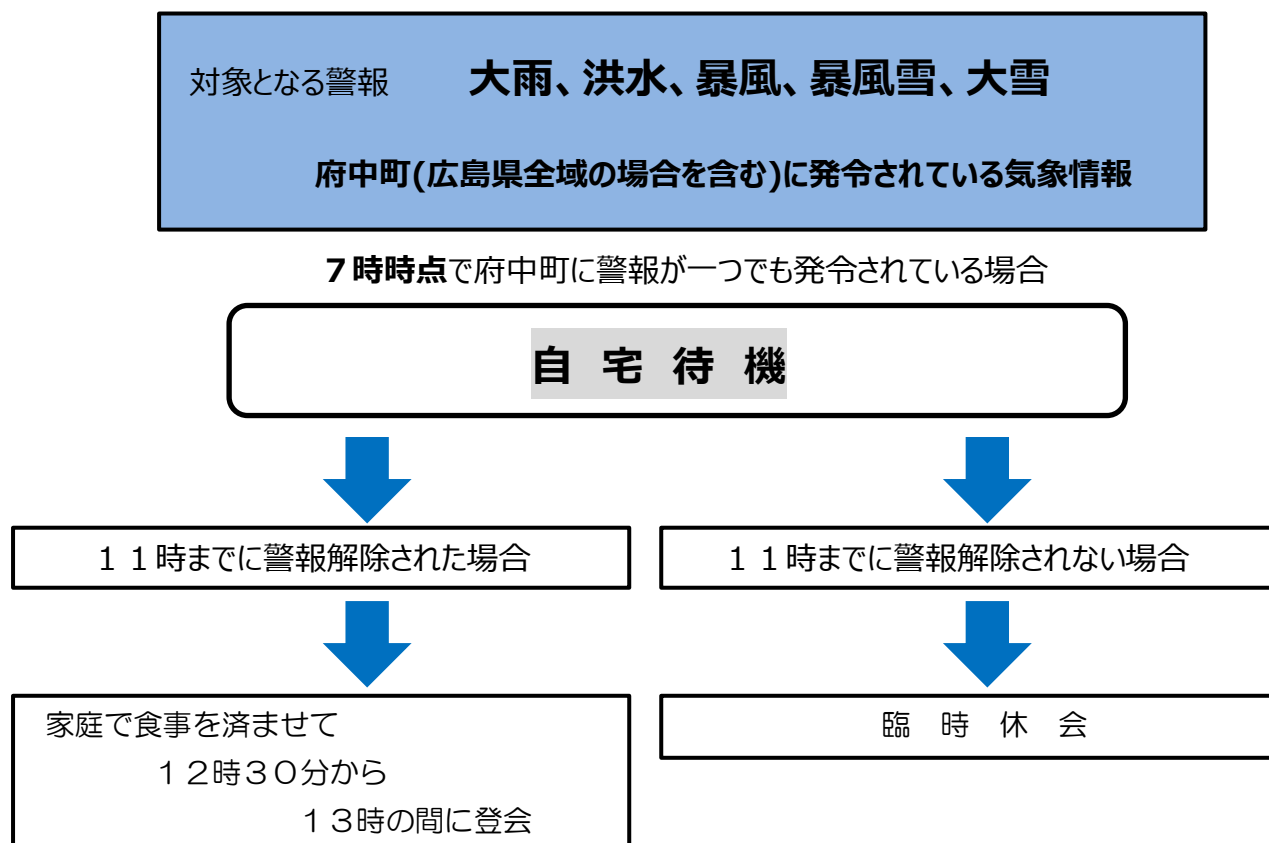 対象となる警報 大雨、洪水、暴風、暴風雪、大雪
府中町(広島県全域の場合を含む)に発令されている気象情報
７時時点で府中町に警報が一つでも発令されている場合
自 宅 待 機
１１時までに警報解除された場合
１１時までに警報解除されない場合
家庭で食事を済ませて
１２時３０分から
１３時の間に登会
臨 時 休 会